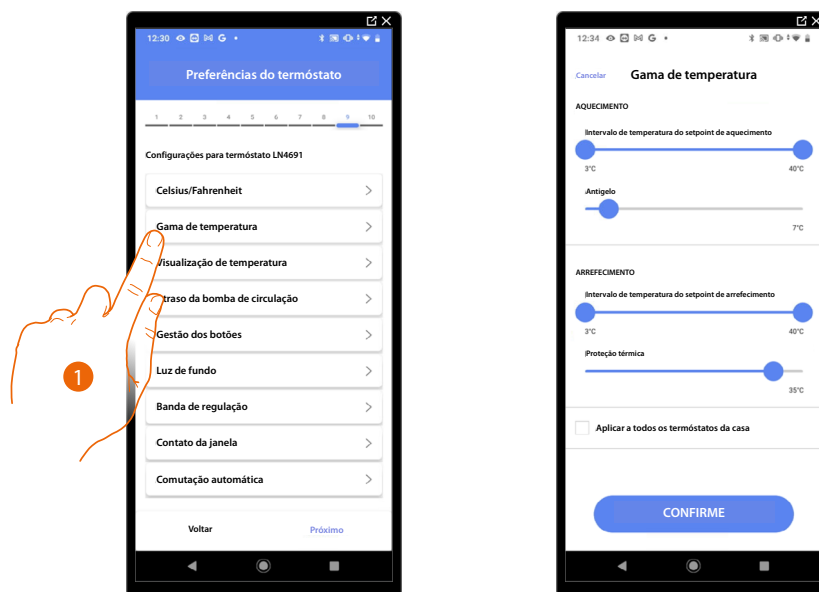 12:30 G
Preferências do termóstato
1 2 3 4 5 6 7 8 9 10
Configurações para termóstato LN4691
Celsius/Fahrenheit
Gama de temperatura
Visualização de temperatura
traso da bomba de circulação
Gestão dos botões
Luz de fundo
Banda de regulação
Contato da janela
Comutação automática
Voltar Próximo
1
12:34 G
Cancelar Gama de temperatura
AQUECIMENTO
Intervalo de temperatura do setpoint de aquecimento
3°C 40°C
Antigelo
7°C
ARREFECIMENTO
Intervalo de temperatura do setpoint de arrefecimento
3°C 40°C
Proteção térmica
35°C
Aplicar a todos os termóstatos da casa
CONFIRME